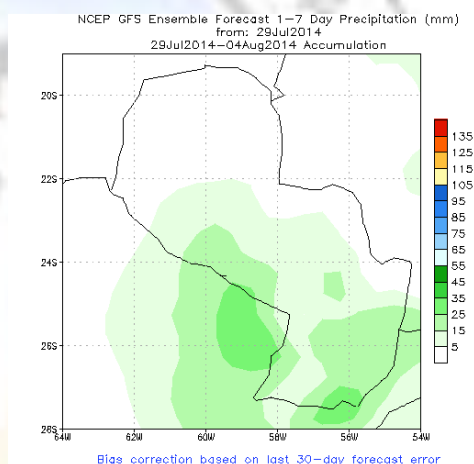 NCEP GFS Ensemble Forecast 1-7 Day Precipitation (mm)
from: 29Jul2014
29Jul2014-04Aug2014 Accumulation
20S
22S
24S
26S
28S
64W
62W
60W
58W
56W
54W
135
125
115
105
95
85
75
65
55
45
35
25
15
5
Bias correction based on last 30-day forecast error